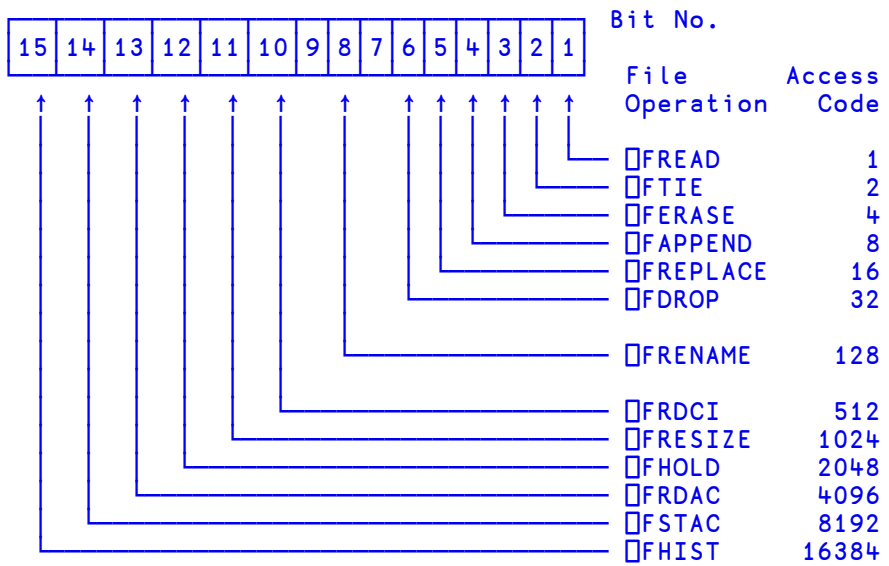 Bit No.
15 14 13 12 11 10 9 8 7 6 5 4 3 2 1
File Access
Operation Code
⎕FREAD 1
⎕FTIE 2
⎕FERASE 4
⎕FAPPEND 8
⎕FREPLACE 16
⎕FDROP 32
⎕FRENAME 128
⎕FRDCI 512
⎕FRESIZE 1024
⎕FHOLD 2048
⎕FRDAC 4096
⎕FSTAC 8192
⎕FHIST 16384